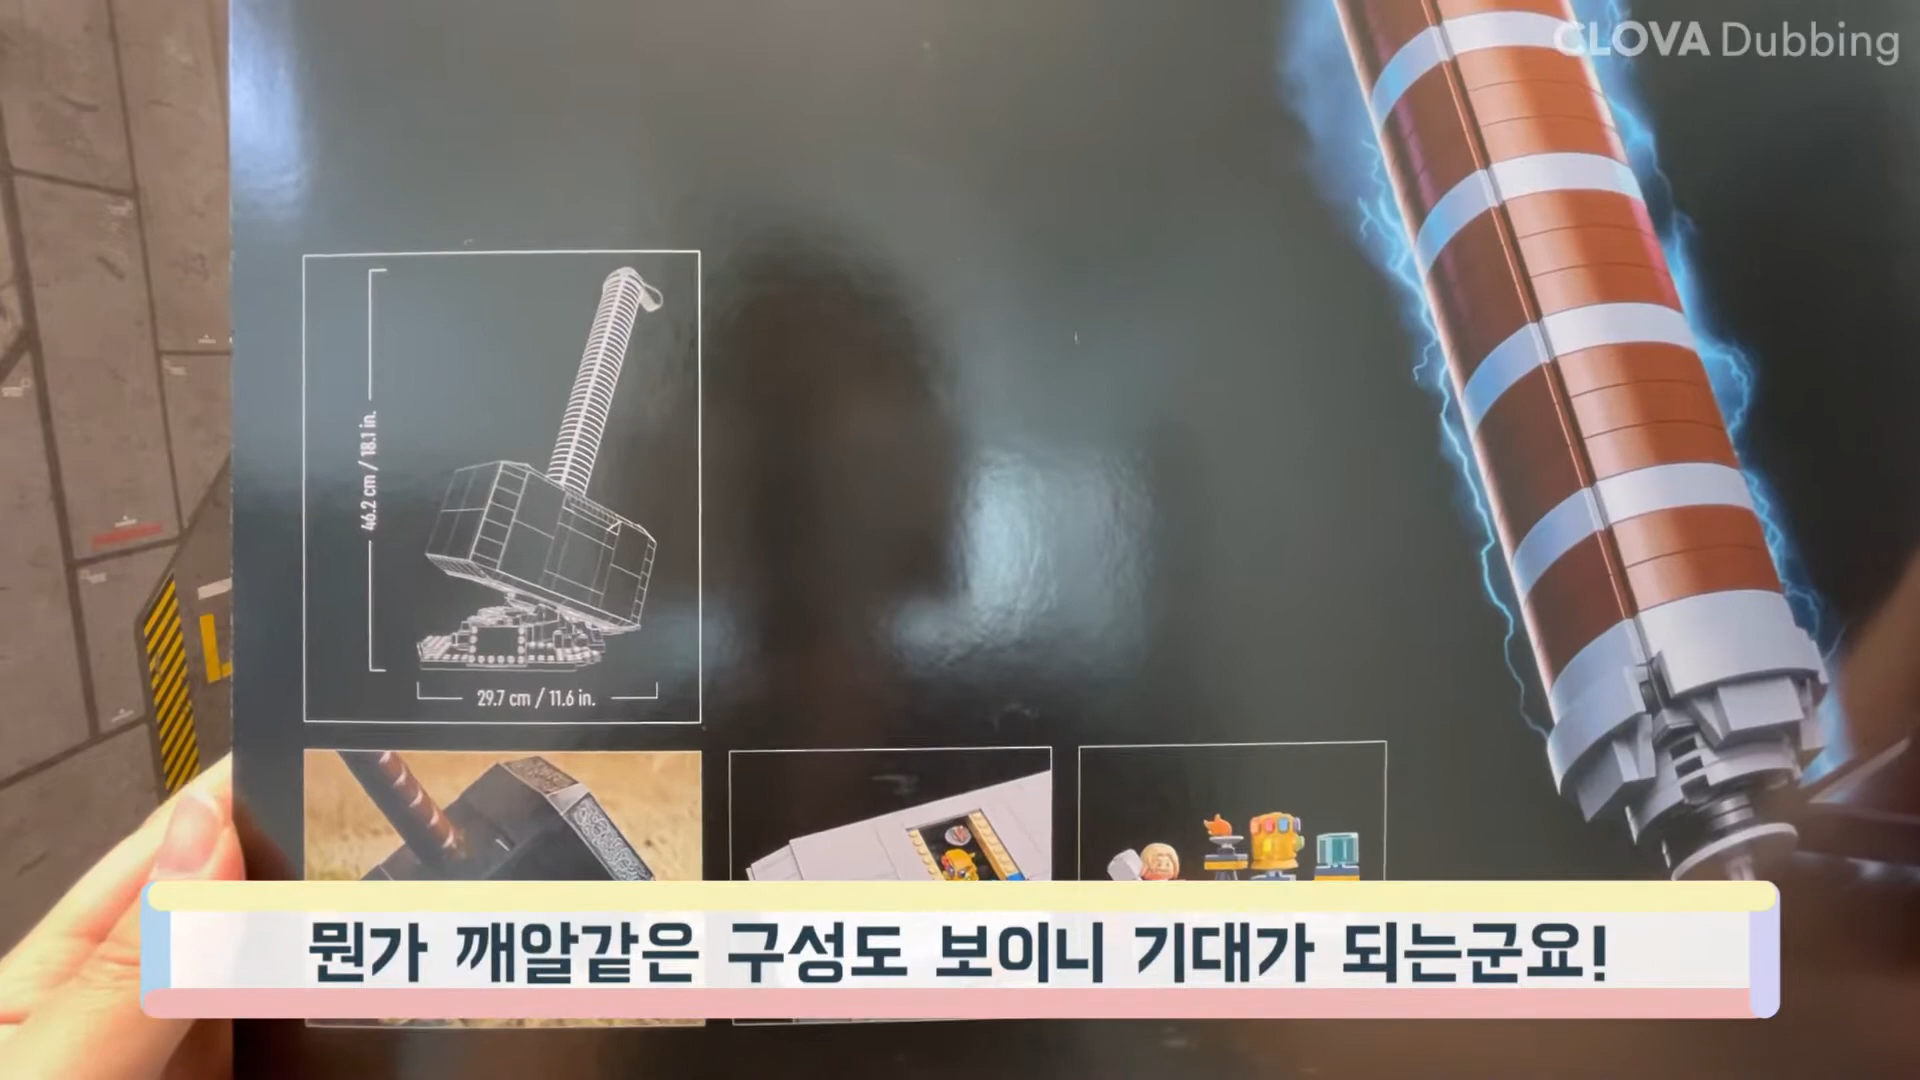 CLOVA Dubbing
46.2 cm / 18.1 in.
29.7 cm / 11.6 in.
뭔가 깨알같은 구성도 보이니 기대가 되는군요!